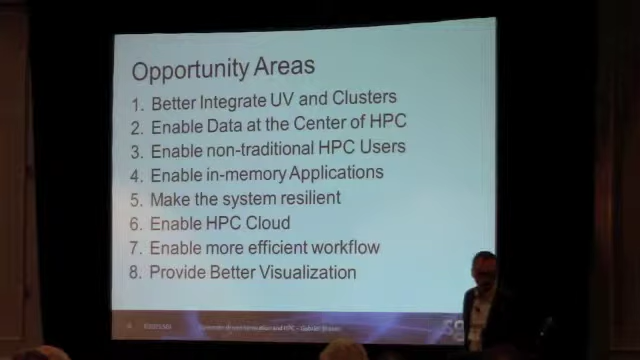 Opportunity Areas
1. Better Integrate UV and Clusters
2. Enable Data at the Center of HPC
3. Enable non-traditional HPC Users
4. Enable in-memory Applications
5. Make the system resilient
6. Enable HPC Cloud
7. Enable more efficient workflow
8. Provide Better Visualization
and HPC